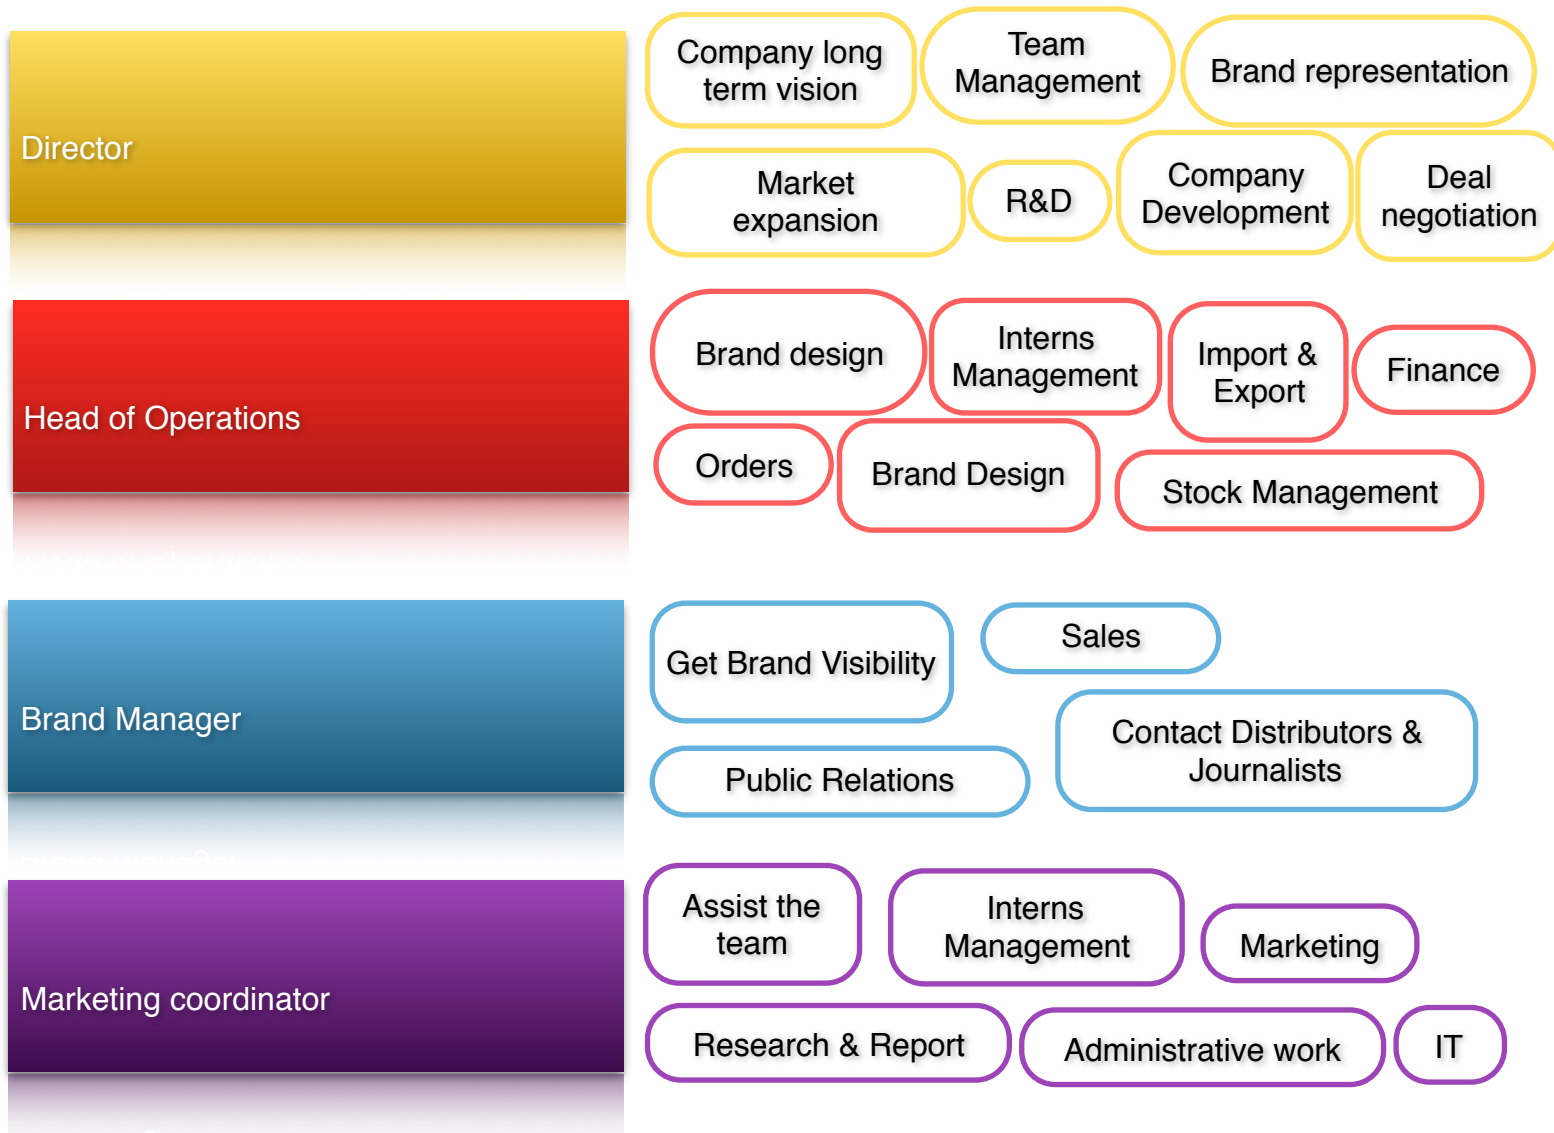 Director
Company long
term vision
Team
Management
Brand representation
Market
expansion
R&D
Company
Development
Deal
negotiation
Head of Operations
Brand design
Interns
Management
Import &
Export
Finance
Orders
Brand Design
Stock Management
Brand Manager
Get Brand Visibility
Sales
Public Relations
Contact Distributors &
Journalists
Marketing coordinator
Assist the
team
Interns
Management
Marketing
Research & Report
Administrative work
IT